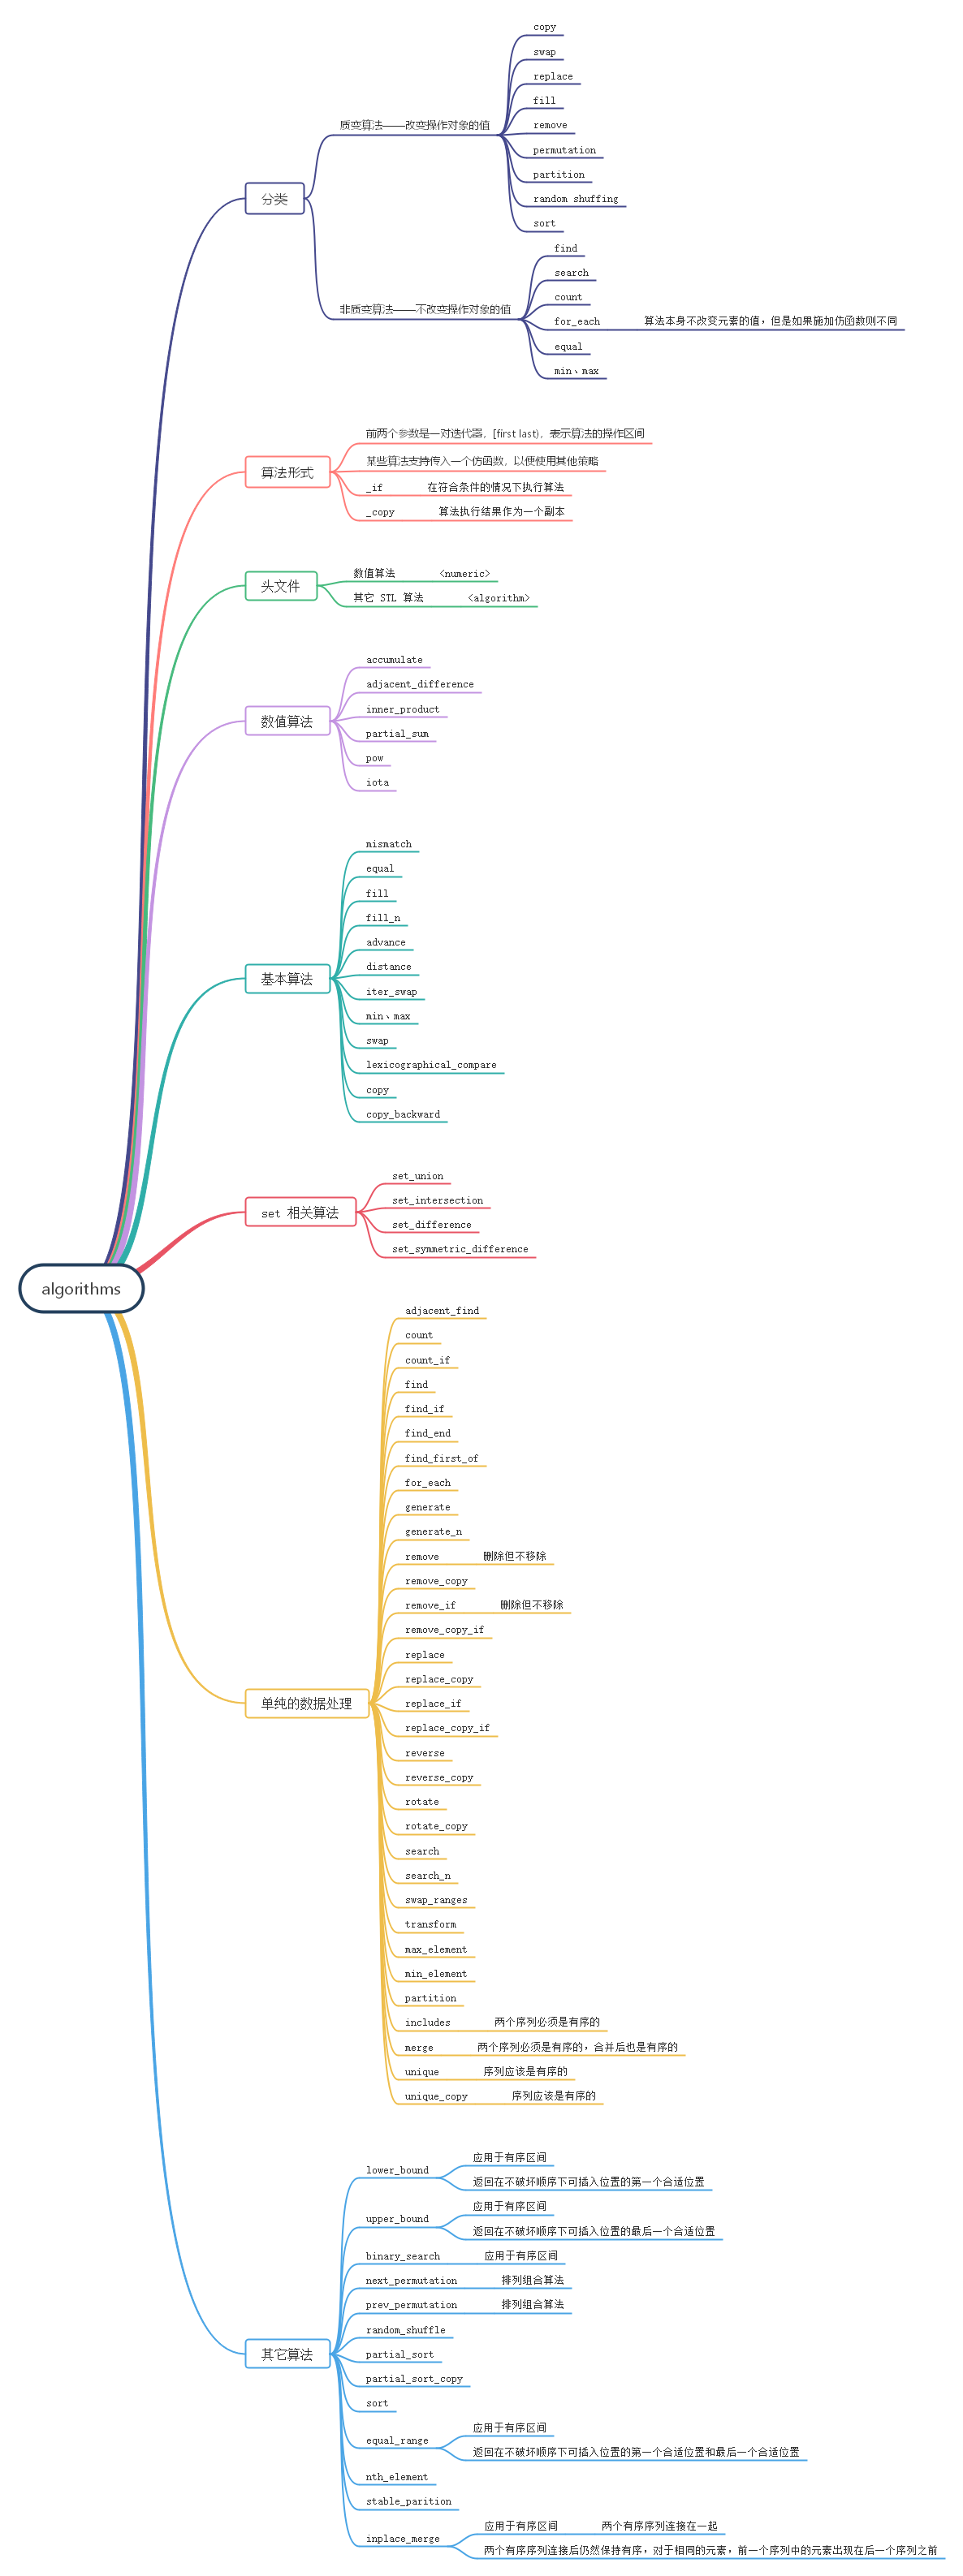 algorithms
分类
质变算法——改变操作对象的值
copy
swap
replace
fill
remove
permutation
partition
random shuffing
sort
非质变算法——不改变操作对象的值
find
search
count
for_each 算法本身不改变元素的值，但是如果施加仿函数则不同
equal
min、max
算法形式
前两个参数是一对迭代器，[first last)，表示算法的操作区间
某些算法支持传入一个仿函数，以便使用其他策略
_if 在符合条件的情况下执行算法
_copy 算法执行结果作为一个副本
头文件
数值算法 <numeric>
其它 STL 算法 <algorithm>
数值算法
accumulate
adjacent_difference
inner_product
partial_sum
pow
iota
基本算法
mismatch
equal
fill
fill_n
advance
distance
iter_swap
min、max
swap
lexicographical_compare
copy
copy_backward
set 相关算法
set_union
set_intersection
set_difference
set_symmetric_difference
单纯的数据处理
adjacent_find
count
count_if
find
find_if
find_end
find_first_of
for_each
generate
generate_n
remove 删除但不移除
remove_copy
remove_if 删除但不移除
remove_copy_if
replace
replace_copy
replace_if
replace_copy_if
reverse
reverse_copy
rotate
rotate_copy
search
search_n
swap_ranges
transform
max_element
min_element
partition
includes 两个序列必须是有序的
merge 两个序列必须是有序的，合并后也是有序的
unique 序列应该是有序的
unique_copy 序列应该是有序的
其它算法
lower_bound
应用于有序区间
返回在不破坏顺序下可插入位置的第一个合适位置
upper_bound
应用于有序区间
返回在不破坏顺序下可插入位置的最后一个合适位置
binary_search 应用于有序区间
next_permutation 排列组合算法
prev_permutation 排列组合算法
random_shuffle
partial_sort
partial_sort_copy
sort
equal_range
应用于有序区间
返回在不破坏顺序下可插入位置的第一个合适位置和最后一个合适位置
nth_element
stable_parition
inplace_merge
应用于有序区间 两个有序序列连接在一起
两个有序序列连接后仍然保持有序，对于相同的元素，前一个序列中的元素出现在后一个序列之前